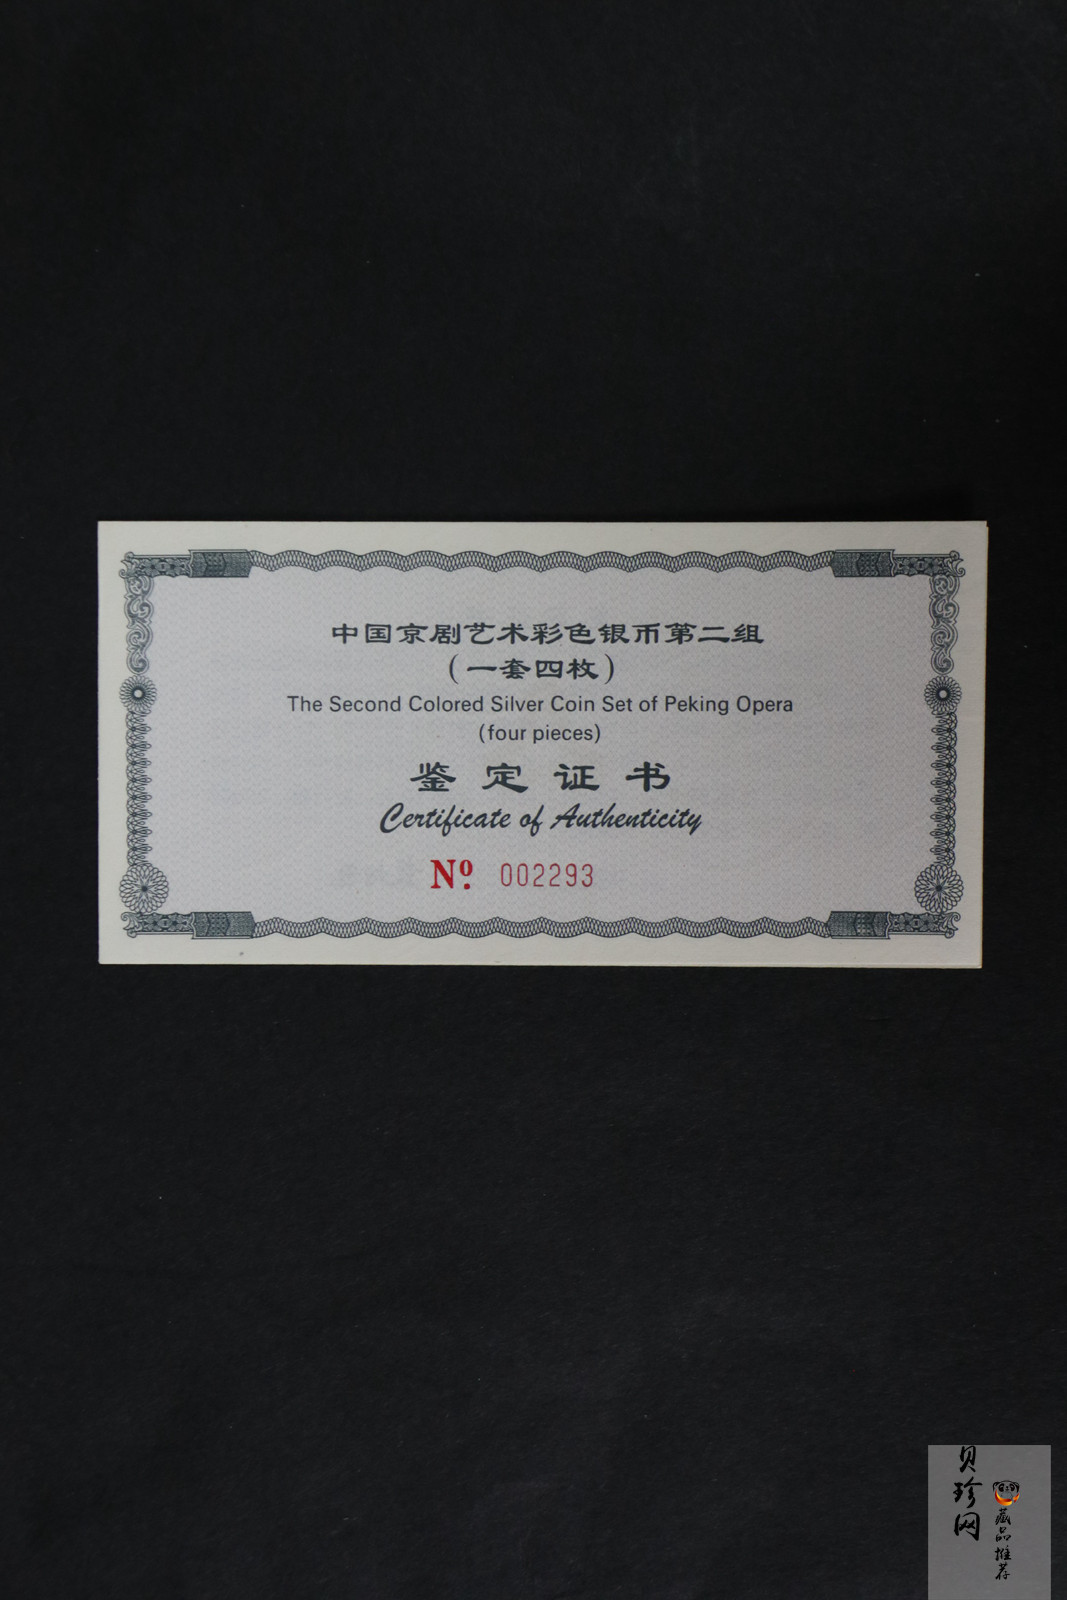 中国京剧艺术彩色银币第二组
(一套四枚)
The Second Colored Silver Coin Set of Peking Opera
(four pieces)
鉴定证书
Certificate of Authenticity
Nº. 002293
贝珍网
藏品推荐